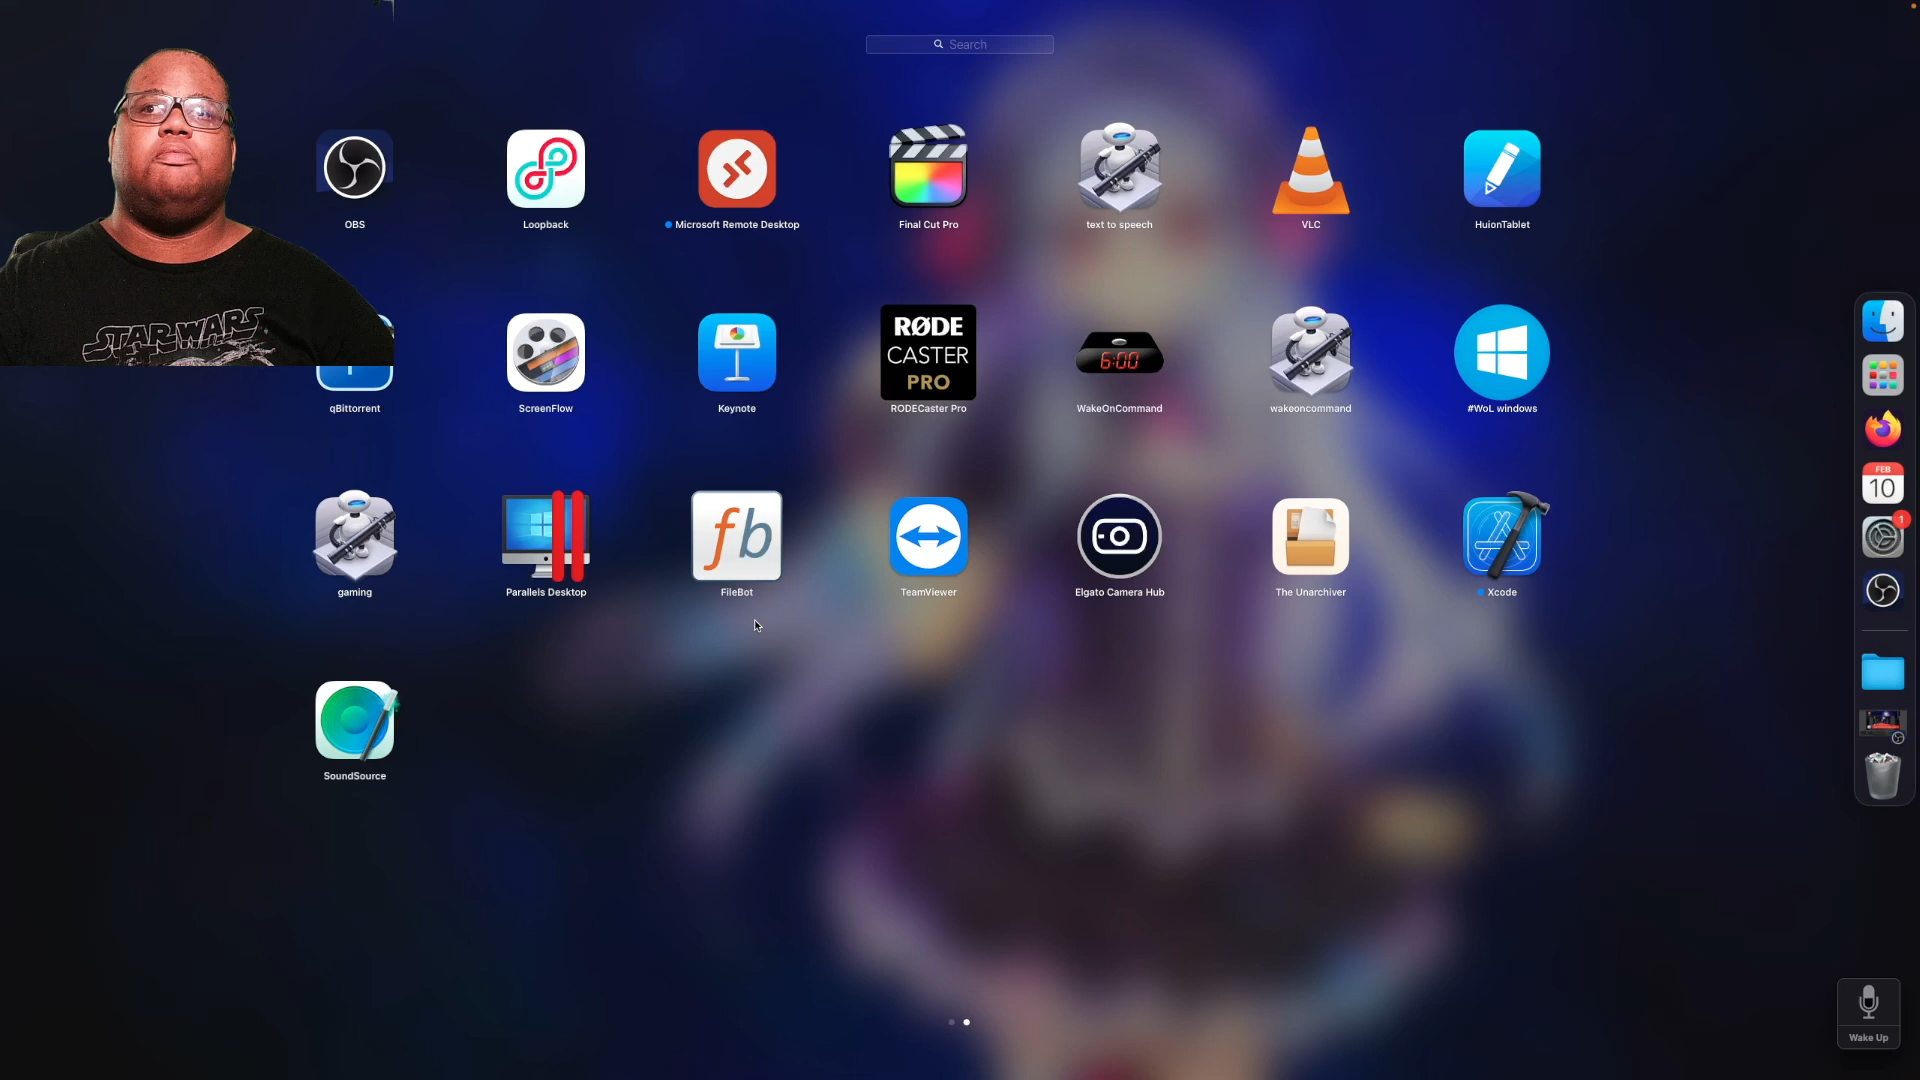 Search
OBS
Loopback
Microsoft Remote Desktop
Final Cut Pro
text to speech
VLC
HuionTablet
STAR WARS
RØDE
CASTER
PRO
6:00
qBittorrent
ScreenFlow
Keynote
RODECaster Pro
WakeOnCommand
wakeoncommand
#WoL windows
FEB
10
1
fb
gaming
Parallels Desktop
FileBot
TeamViewer
Elgato Camera Hub
The Unarchiver
Xcode
SoundSource
Wake Up